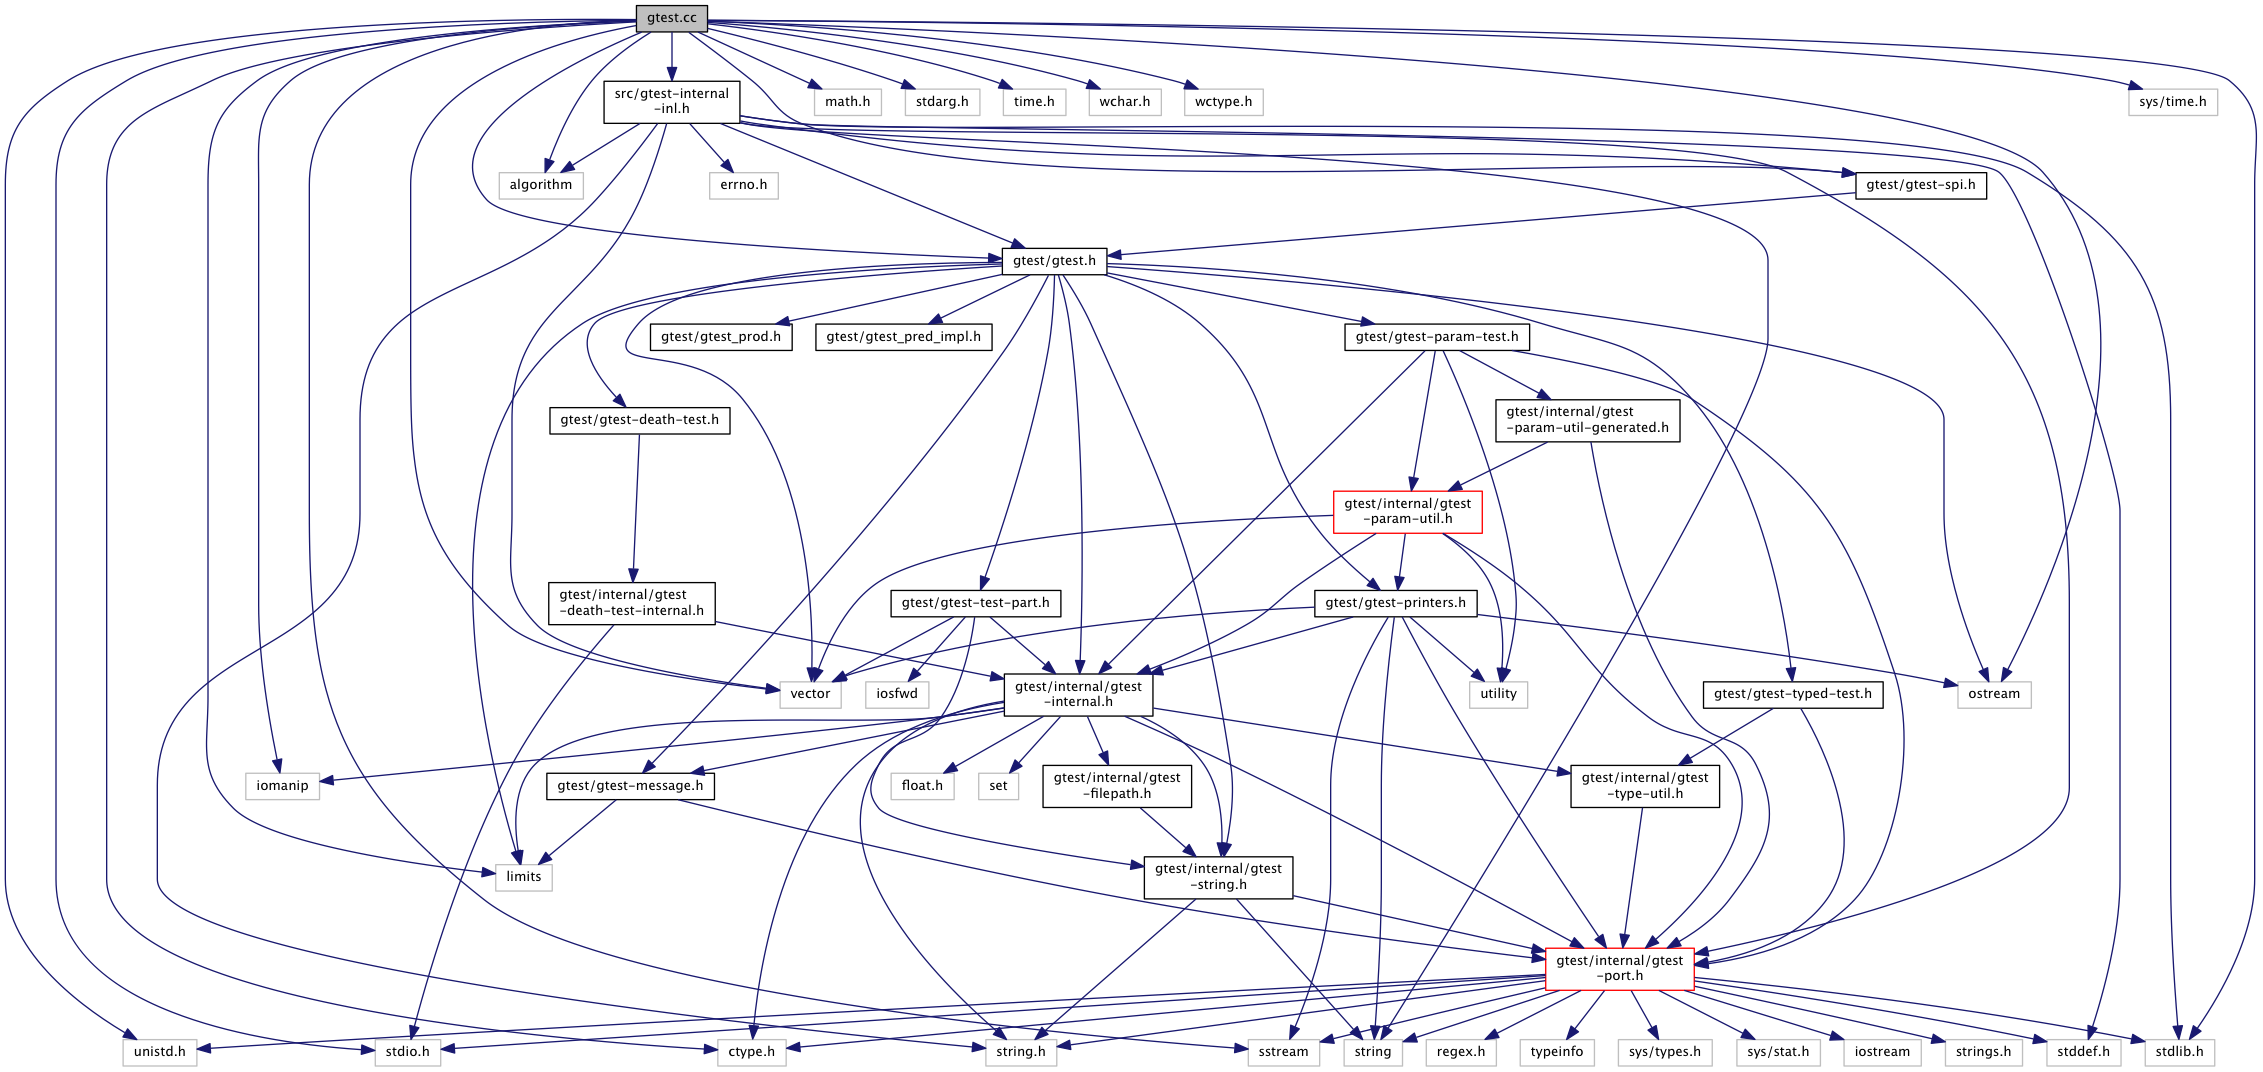 gtest.cc
src/gtest-internal
-inl.h
math.h
stdarg.h
time.h
wchar.h
wctype.h
sys/time.h
algorithm
errno.h
gtest/gtest-spi.h
gtest/gtest.h
gtest/gtest_prod.h
gtest/gtest_pred_impl.h
gtest/gtest-param-test.h
gtest/gtest-death-test.h
gtest/internal/gtest
-param-util-generated.h
gtest/internal/gtest
-param-util.h
gtest/internal/gtest
-death-test-internal.h
gtest/gtest-test-part.h
gtest/gtest-printers.h
vector
iosfwd
gtest/internal/gtest
-internal.h
utility
gtest/gtest-typed-test.h
ostream
iomanip
gtest/gtest-message.h
float.h
set
gtest/internal/gtest
-filepath.h
gtest/internal/gtest
-type-util.h
limits
gtest/internal/gtest
-string.h
gtest/internal/gtest
-port.h
unistd.h
stdio.h
ctype.h
string.h
sstream
string
regex.h
typeinfo
sys/types.h
sys/stat.h
iostream
strings.h
stddef.h
stdlib.h